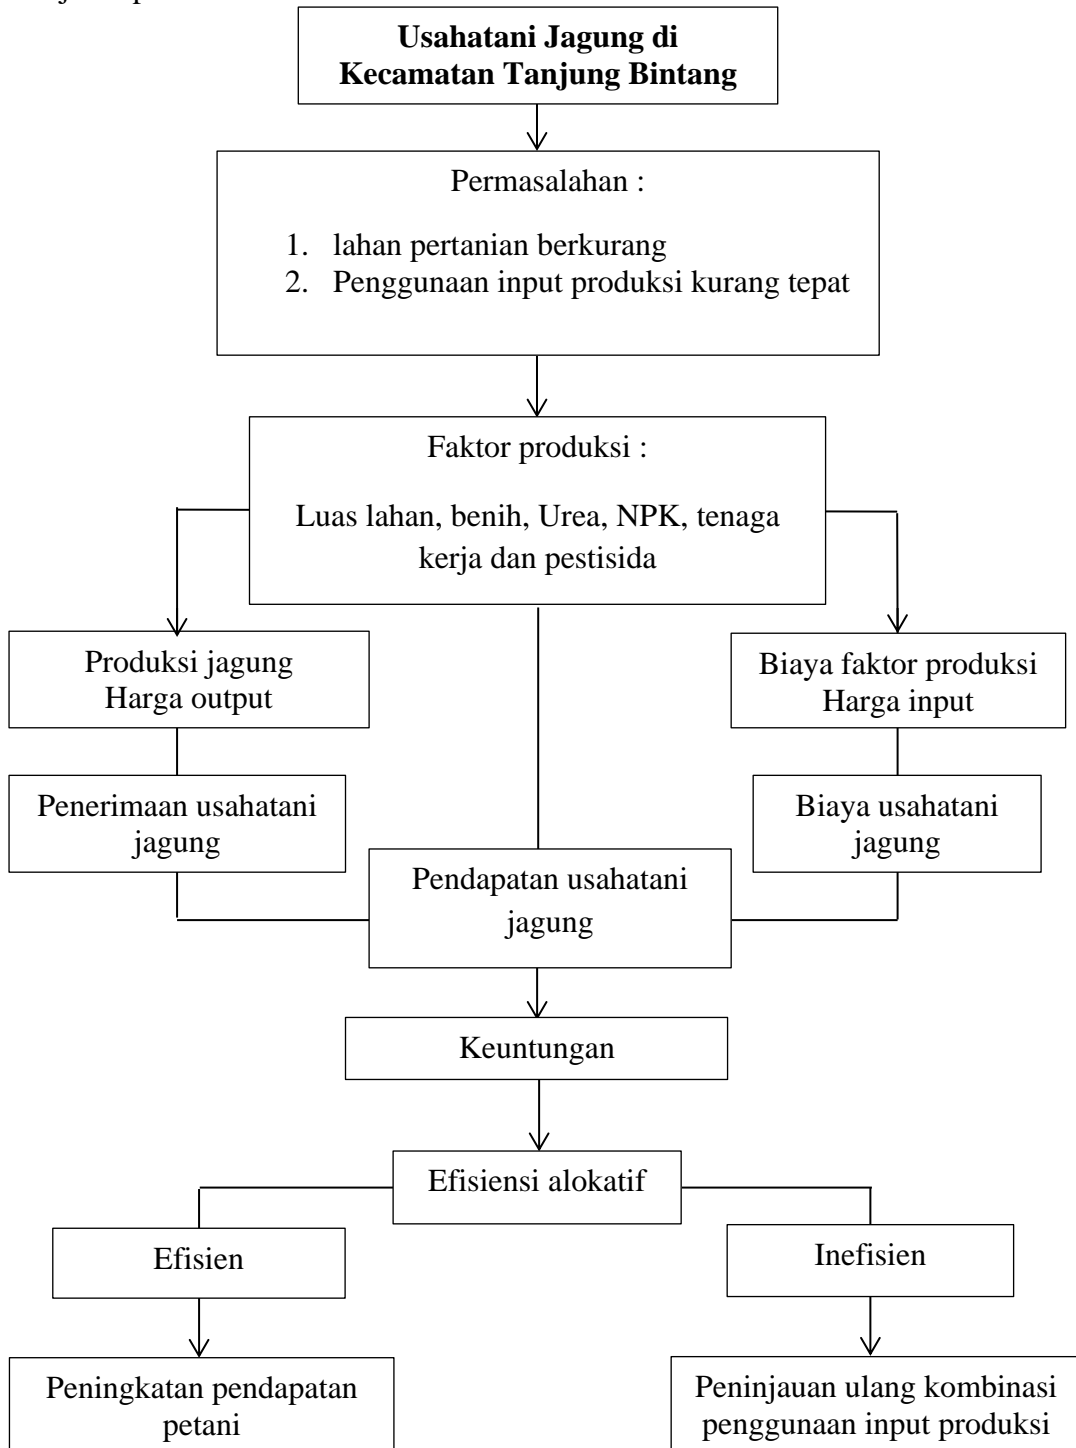 Usahatani Jagung di
Kecamatan Tanjung Bintang
Permasalahan :
1. lahan pertanian berkurang
2. Penggunaan input produksi kurang tepat
Faktor produksi :
Luas lahan, benih, Urea, NPK, tenaga
kerja dan pestisida
Produksi jagung
Harga output
Biaya faktor produksi
Harga input
Penerimaan usahatani
jagung
Biaya usahatani
jagung
Pendapatan usahatani
jagung
Keuntungan
Efisiensi alokatif
Efisien
Inefisien
Peningkatan pendapatan
petani
Peninjauan ulang kombinasi
penggunaan input produksi